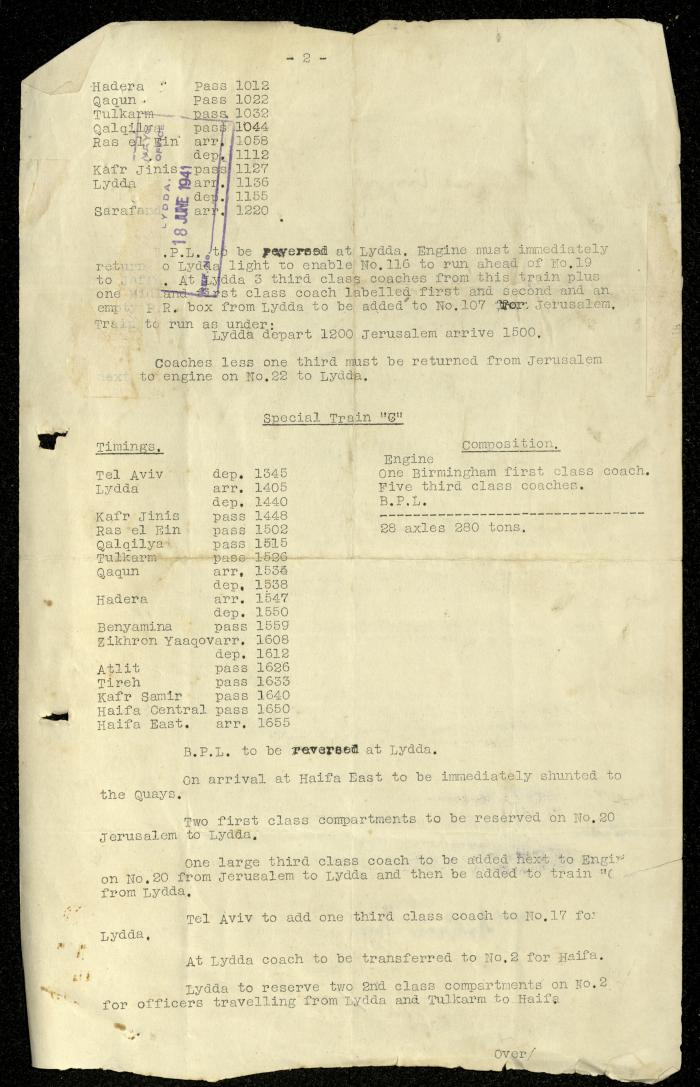 - 2 -
Hadera " Pass 1012
Qaqun . Pass 1022
Tulkarm pass 1032
Qalqilya pass 1044
Ras el Ein arr. 1058
dep. 1112
Kafr Jinis pass 1127
Lydda arr. 1136
dep. 1155
Sarafand arr. 1220
OFFICE
LYDDA.
18 JUNE 1941
B.P.L. to be reversed at Lydda. Engine must immediately
return to Lydda light to enable No.116 to run ahead of No.19
to . At Lydda 3 third class coaches from this train plus
one Midland first class coach labelled first and second and an
empty P.R. box from Lydda to be added to No.107 for Jerusalem.
Train to run as under:
Lydda depart 1200 Jerusalem arrive 1500.
Coaches less one third must be returned from Jerusalem
next to engine on No.22 to Lydda.
Special Train "G"
Timings. Composition.
Engine
Tel Aviv dep. 1345 One Birmingham first class coach.
Lydda arr. 1405 Five third class coaches.
dep. 1440 B.P.L.
Kafr Jinis pass 1448 --------------------------------
Ras el Ein pass 1502 28 axles 280 tons.
Qalqilya pass 1515
Tulkarm pass 1526
Qaqun arr. 1534
dep. 1538
Hadera arr. 1547
dep. 1550
Benyamina pass 1559
Zikhron Yaaqovarr. 1608
dep. 1612
Atlit pass 1626
Tireh pass 1633
Kafr Samir pass 1640
Haifa Central pass 1650
Haifa East. arr. 1655
B.P.L. to be reversed at Lydda.
On arrival at Haifa East to be immediately shunted to
the Quays.
Two first class compartments to be reserved on No.20
Jerusalem to Lydda.
One large third class coach to be added next to Engi
on No.20 from Jerusalem to Lydda and then be added to train "(
from Lydda.
Tel Aviv to add one third class coach to No.17 for
Lydda.
At Lydda coach to be transferred to No.2 for Haifa.
Lydda to reserve two 2nd class compartments on No.2
for officers travelling from Lydda and Tulkarm to Haifa
Over/